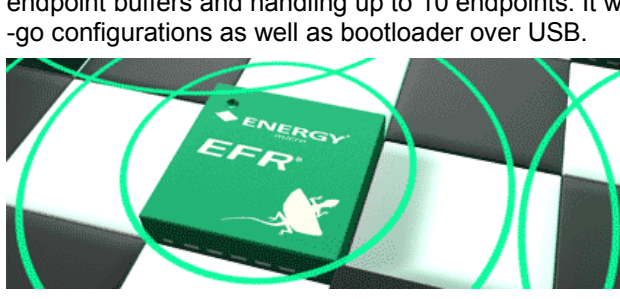 endpoint buffers and handling up to 10 endpoints. It w
-go configurations as well as bootloader over USB.
ENERGY®
micro
EFR®